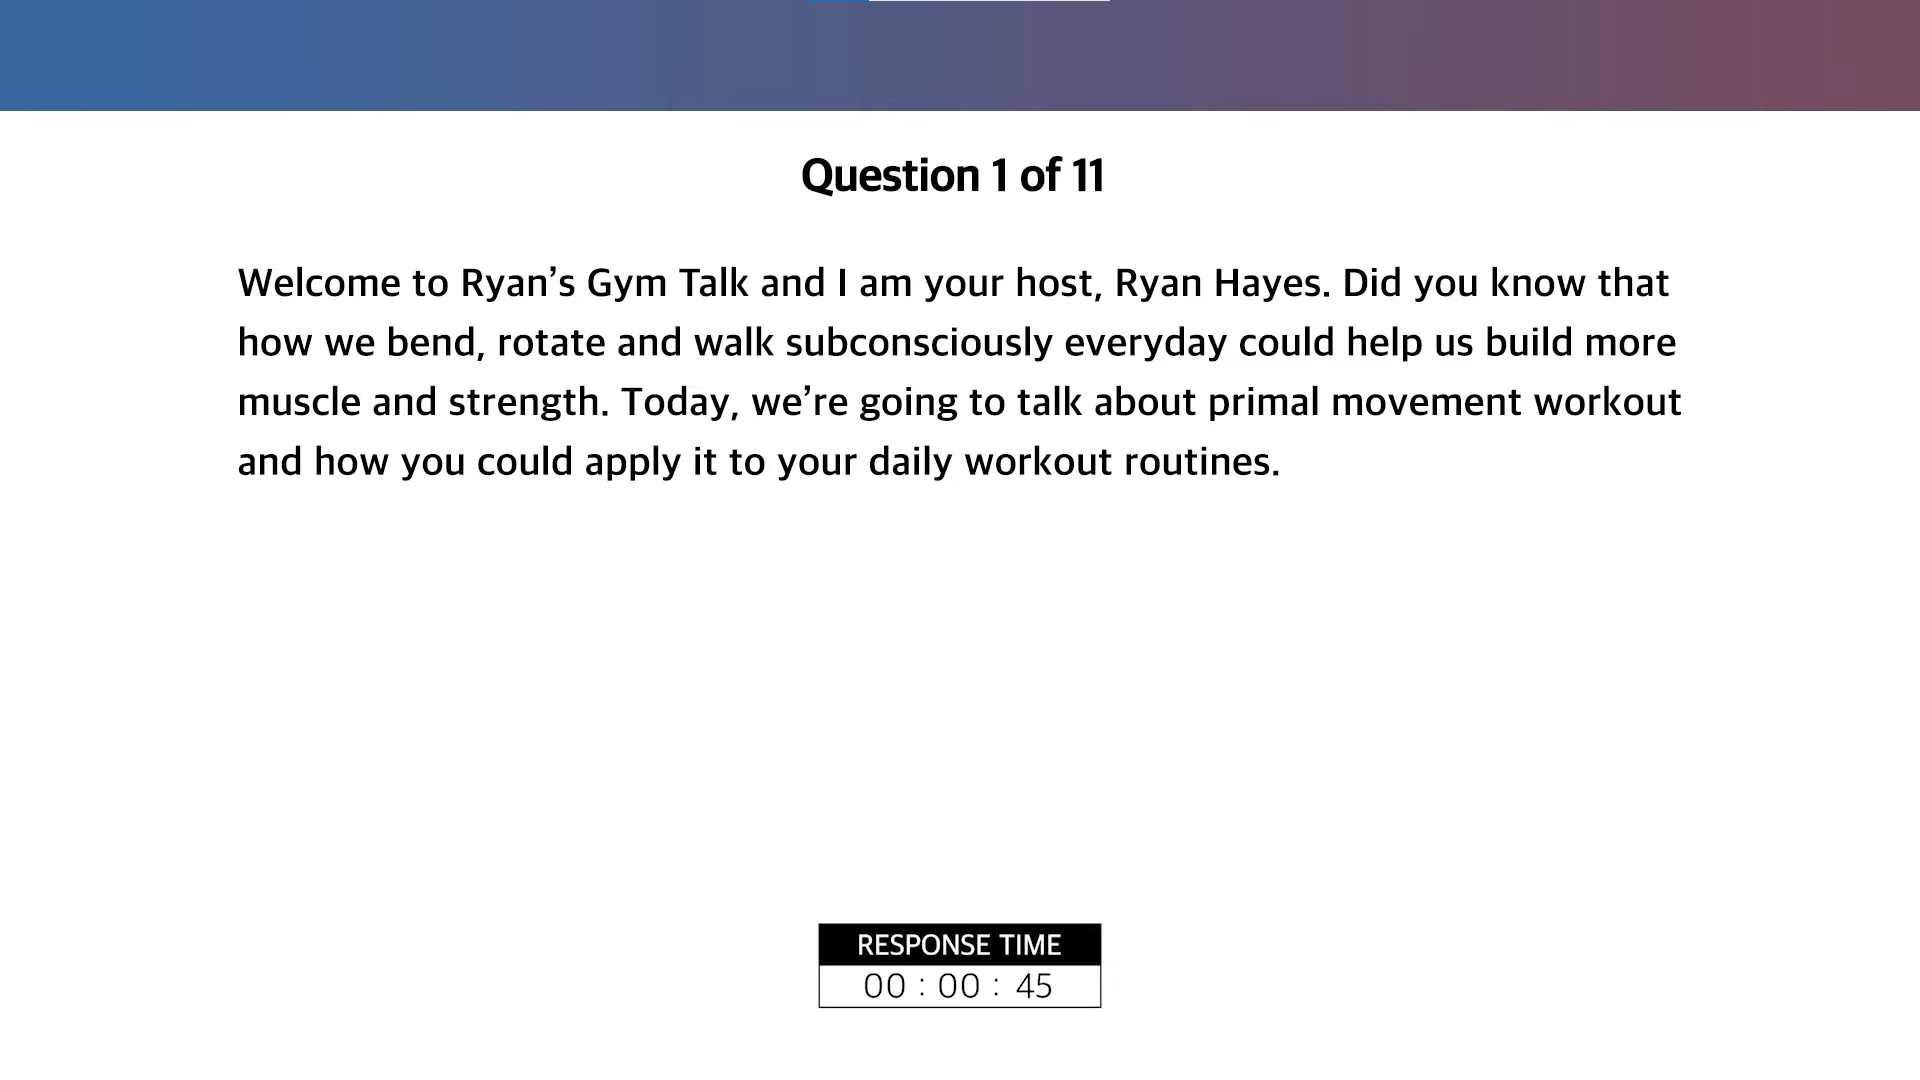 Question 1 of 11
Welcome to Ryan’s Gym Talk and I am your host, Ryan Hayes. Did you know that
how we bend, rotate and walk subconsciously everyday could help us build more
muscle and strength. Today, we’re going to talk about primal movement workout
and how you could apply it to your daily workout routines.
RESPONSE TIME
00 : 00 : 45